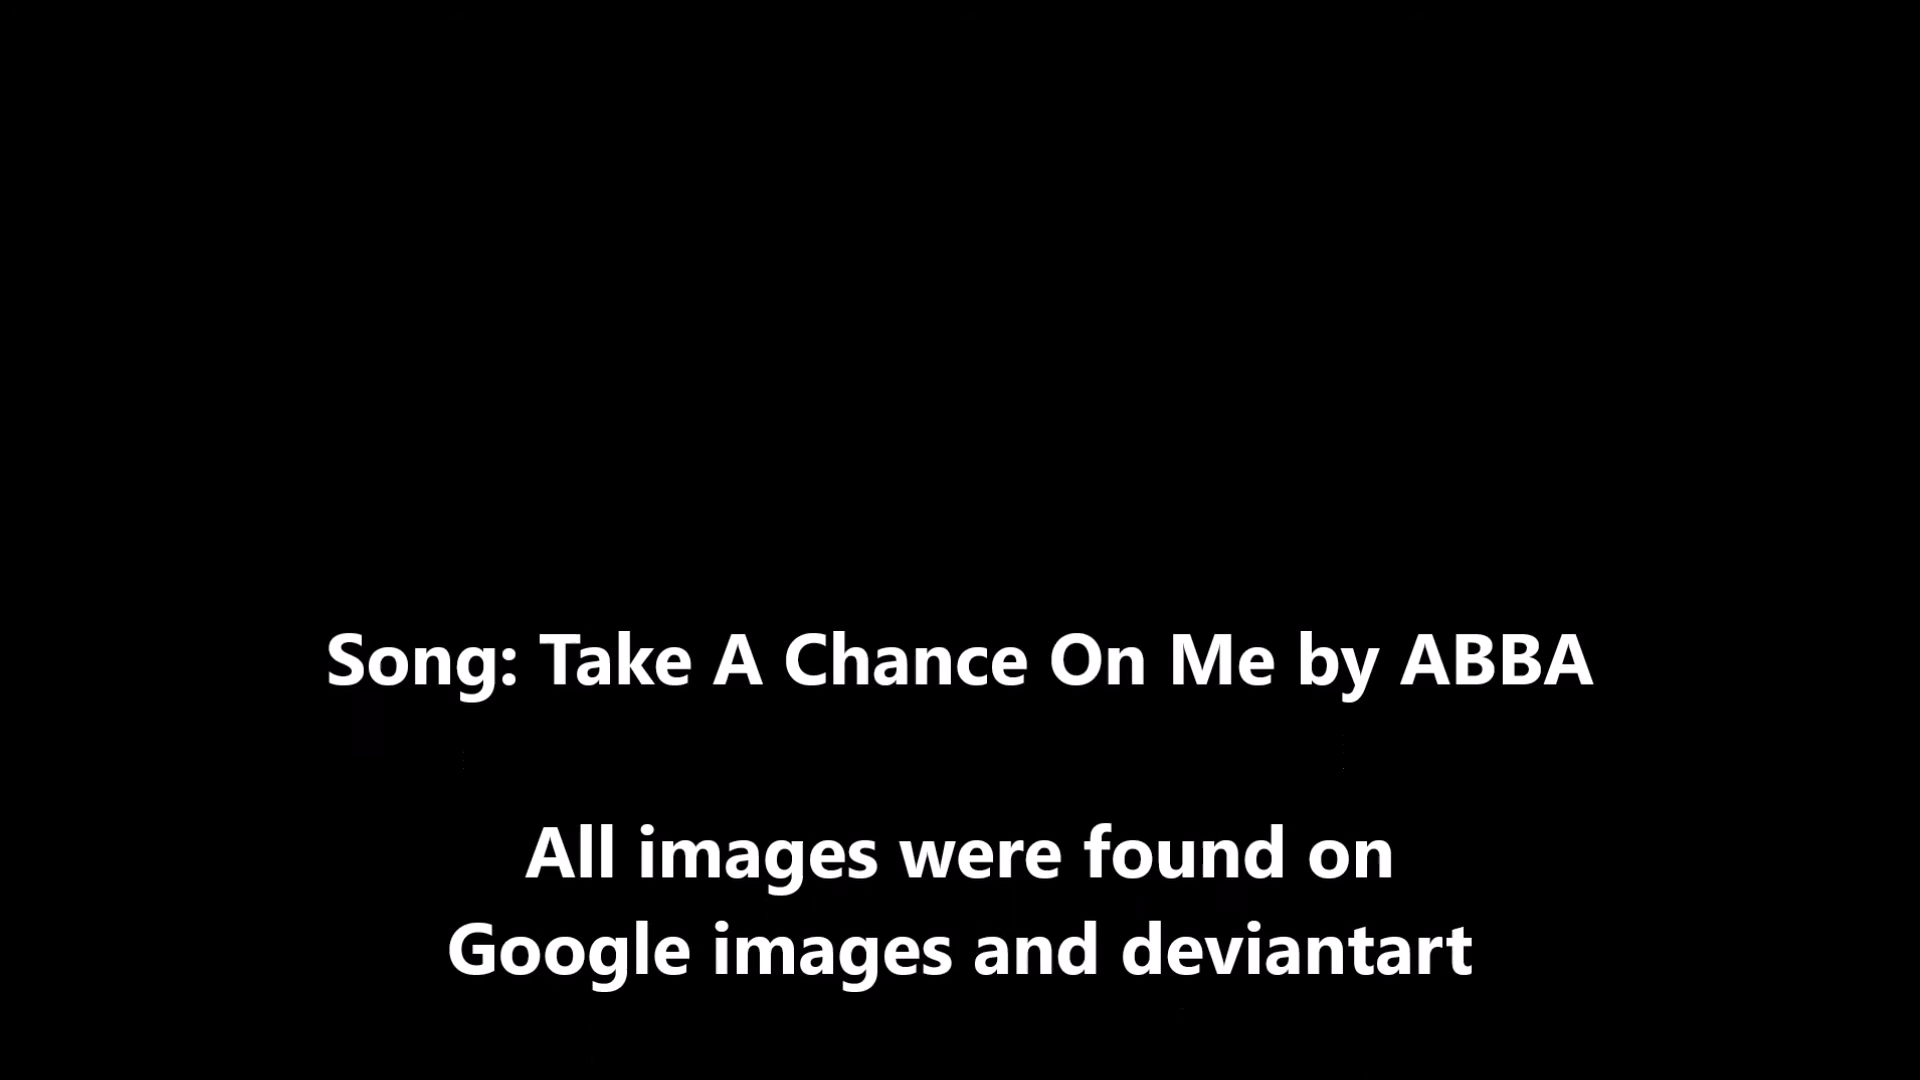 Song: Take A Chance On Me by ABBA
All images were found on
Google images and deviantart